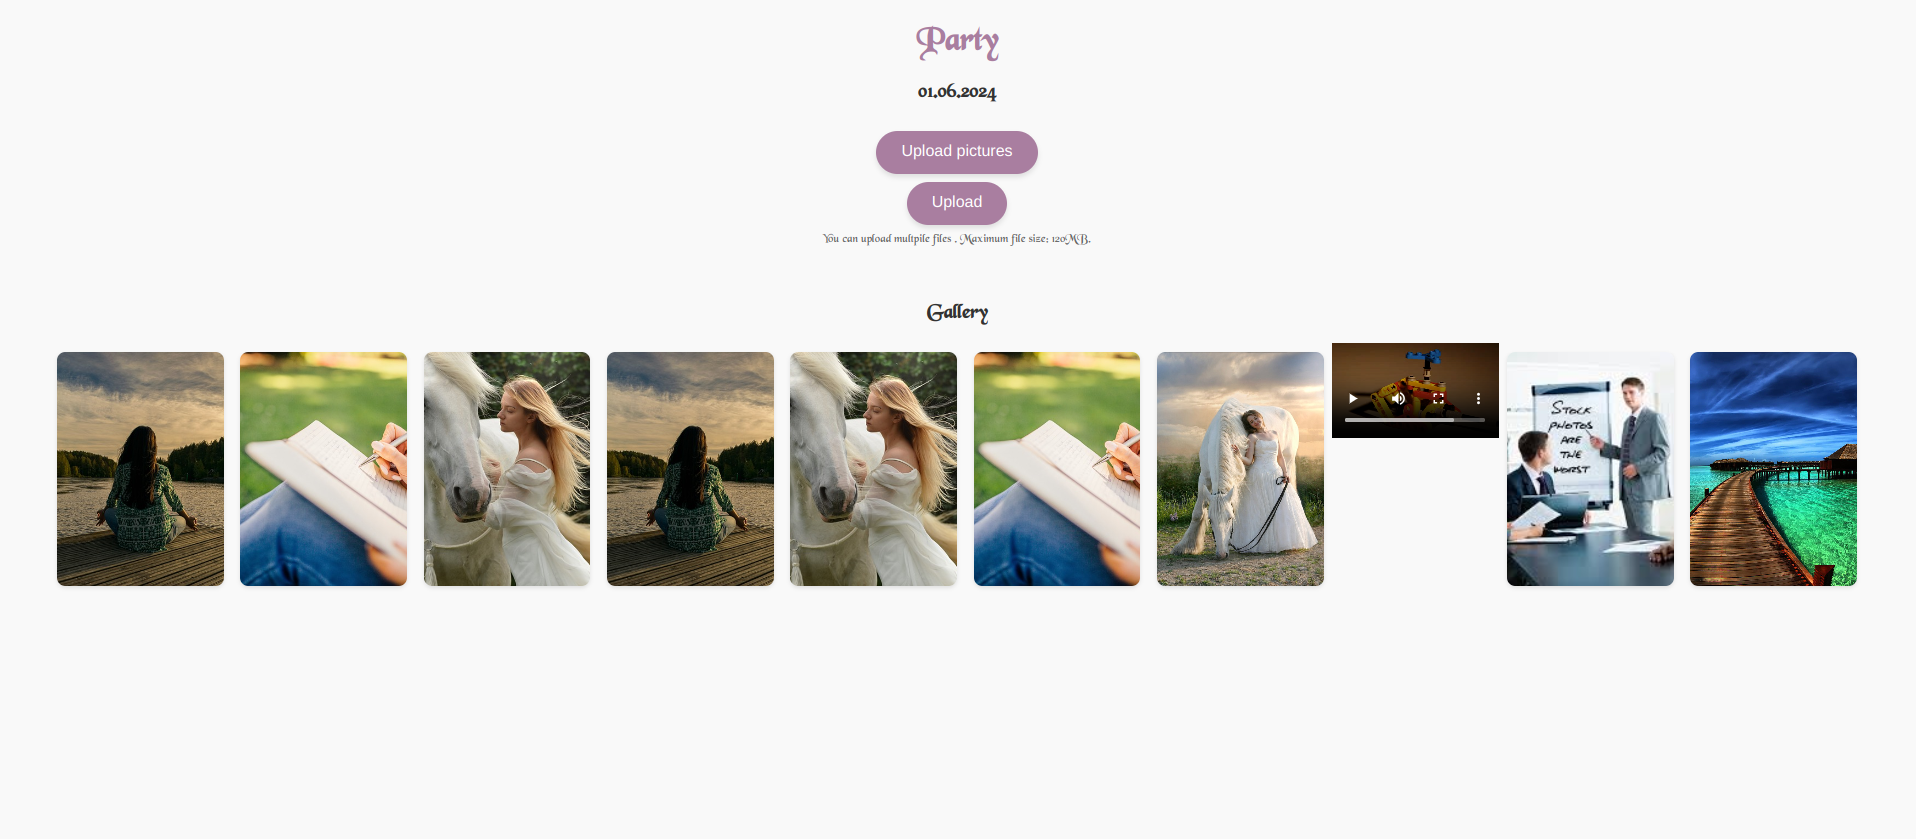 Party
01.06.2024
Upload pictures
Upload
You can upload multpile files . Maximum file size: 120MB.
Gallery
STOCK
PHOTOS
ARE
THE
WORST